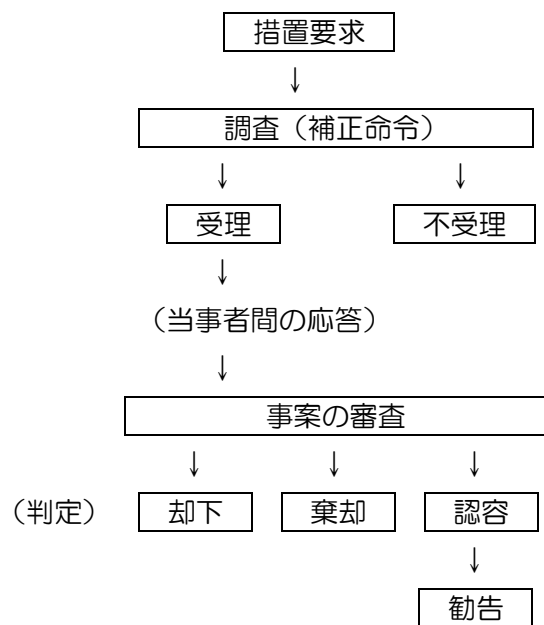 措置要求
↓
調査（補正命令）
↓ ↓
受理 不受理
↓
（当事者間の応答）
↓
事案の審査
↓ ↓ ↓
（判定） 却下 棄却 認容
↓
勧告